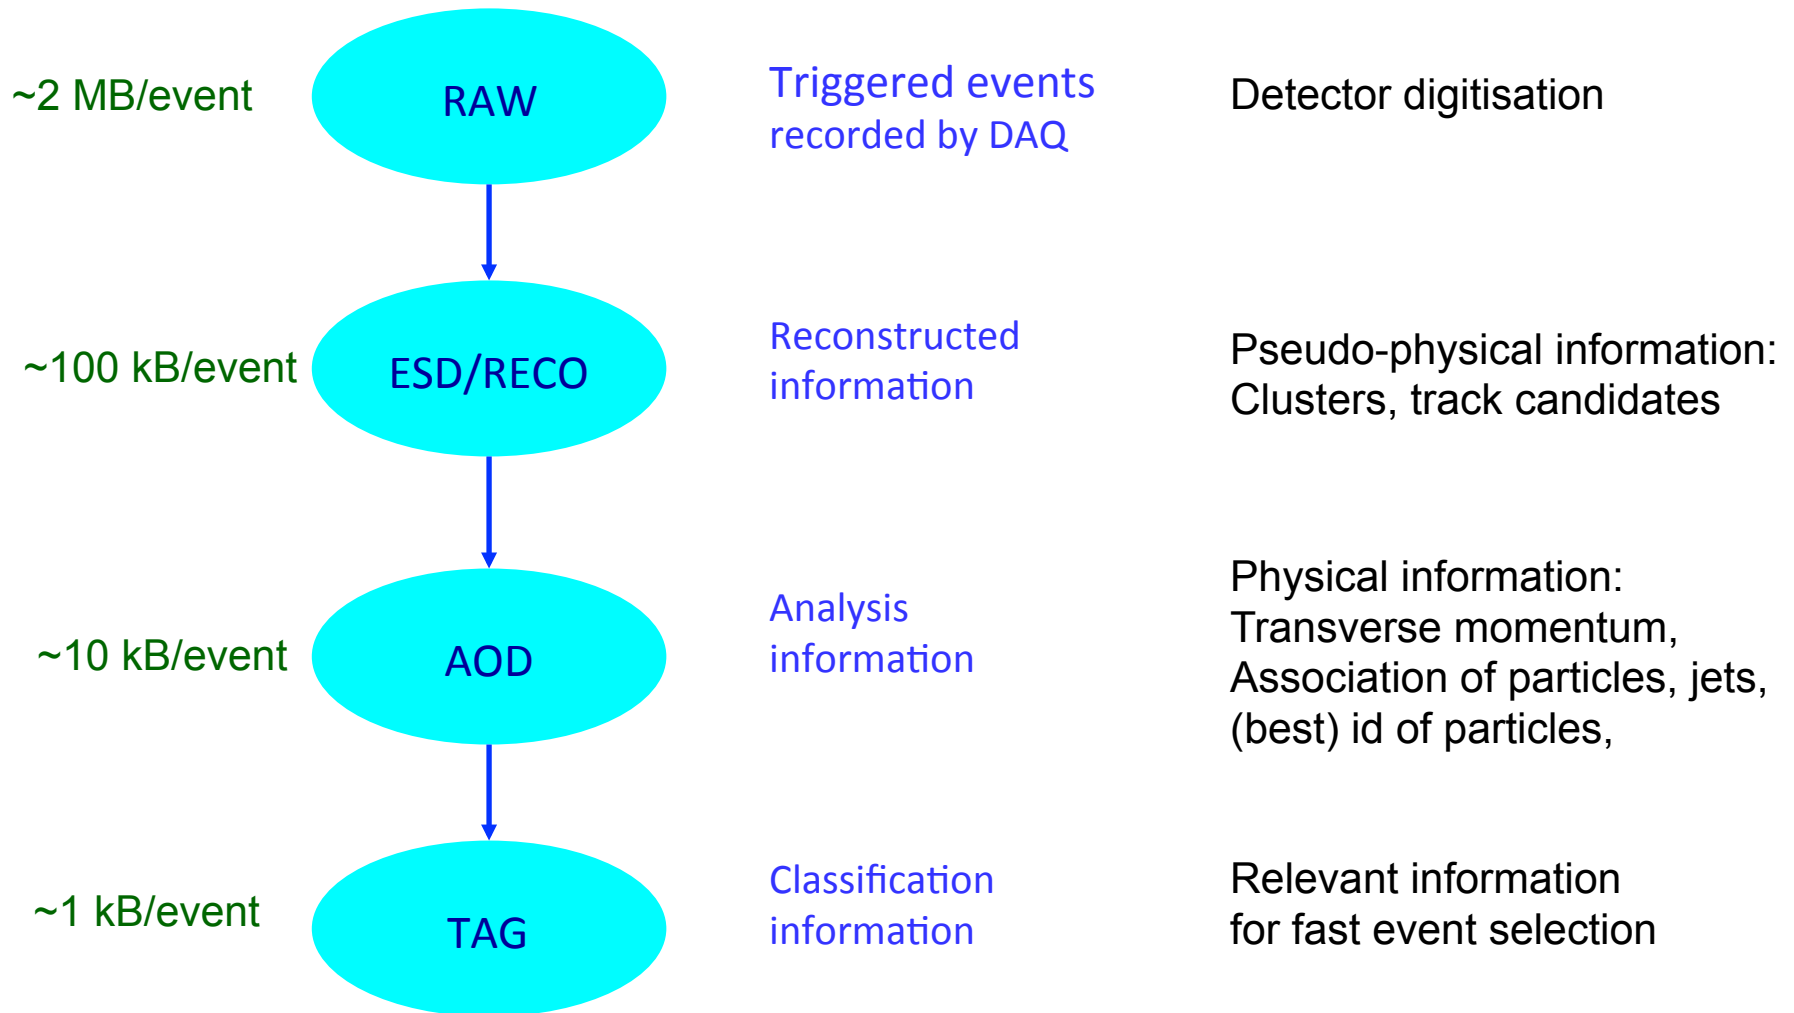 ~2 MB/event
RAW
Triggered events
recorded by DAQ
Detector digitisation
~100 kB/event
ESD/RECO
Reconstructed
information
Pseudo-physical information:
Clusters, track candidates
~10 kB/event
AOD
Analysis
information
Physical information:
Transverse momentum,
Association of particles, jets,
(best) id of particles,
~1 kB/event
TAG
Classification
information
Relevant information
for fast event selection